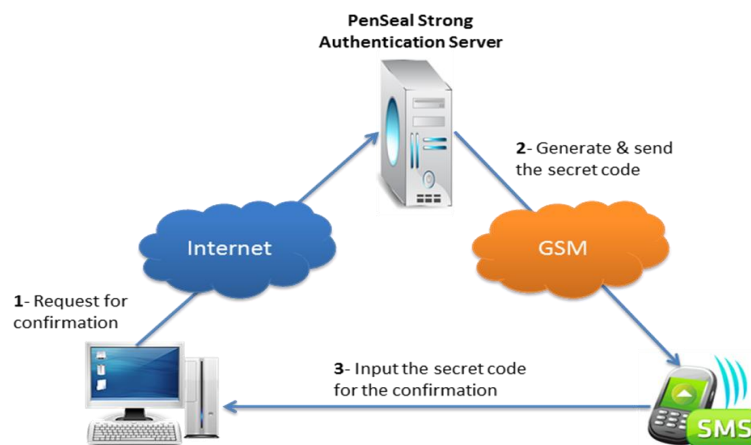 PenSeal Strong
Authentication Server
2- Generate & send
the secret code
Internet
GSM
1- Request for
confirmation
3- Input the secret code
for the confirmation
SMS